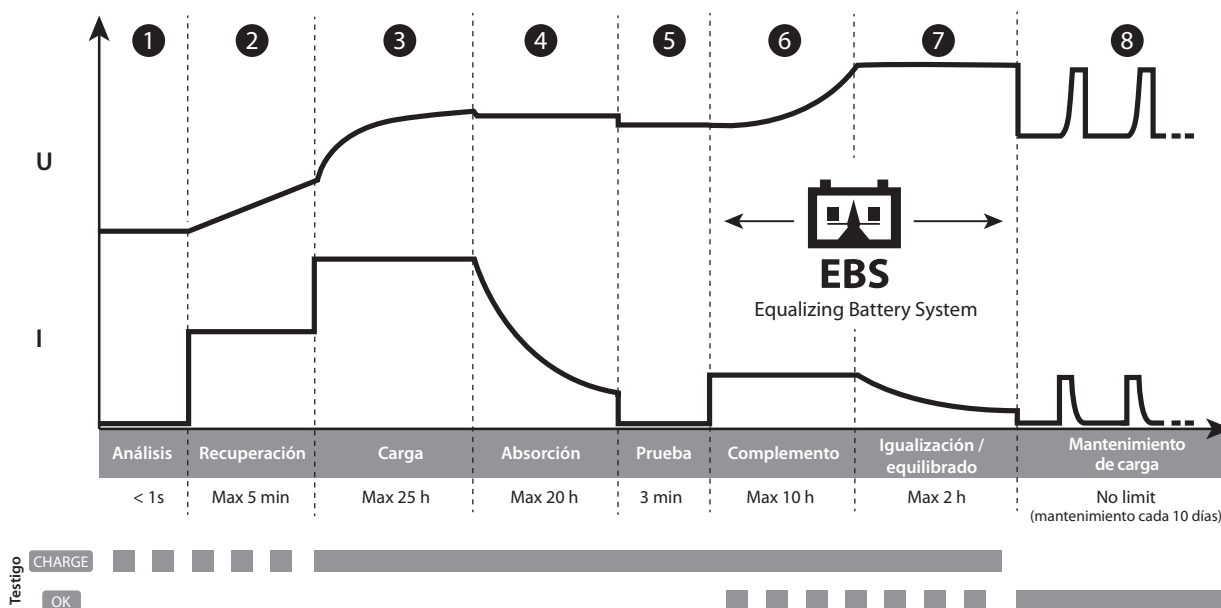 1 2 3 4 5 6 7 8
U
EBS
Equalizing Battery System
I
Análisis Recuperación Carga Absorción Prueba Complemento Igualización / equilibrado Mantenimiento de carga
< 1s Max 5 min Max 25 h Max 20 h 3 min Max 10 h Max 2 h No limit
(mantenimiento cada 10 días)
Testigo
CHARGE
OK